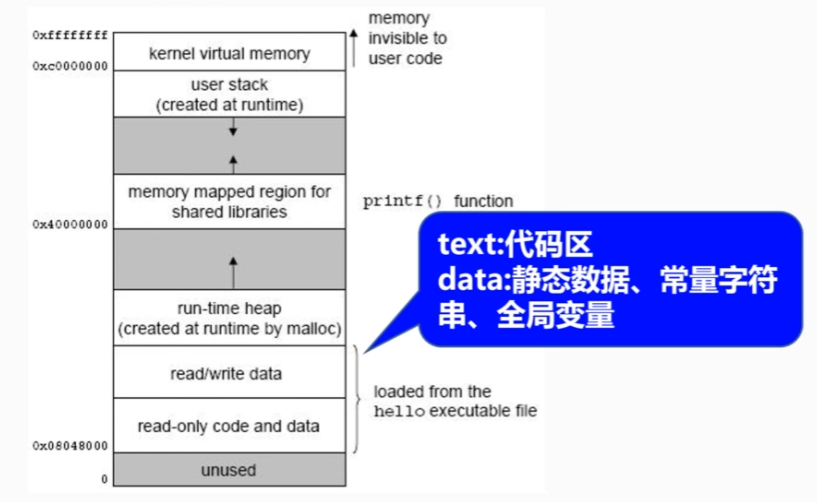 memory
invisible to
user code
0xffffffff
kernel virtual memory
0xc0000000
user stack
(created at runtime)
memory mapped region for
shared libraries
printf() function
0x40000000
text:代码区
data:静态数据、常量字符
串、全局变量
run-time heap
(created at runtime by malloc)
read/write data
loaded from the
hello executable file
read-only code and data
0x08048000
unused
0